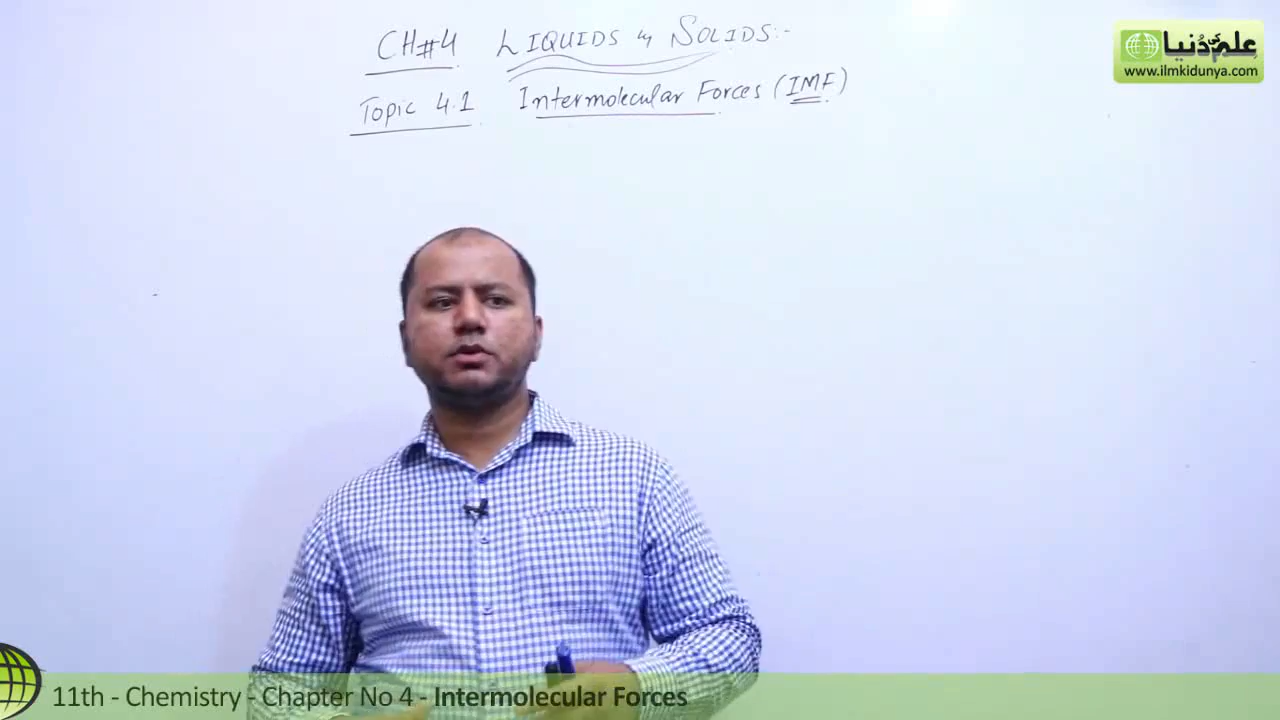 CH#4 LIQUIDS & SOLIDS:-
Topic 4.1 Intermolecular Forces (IMF)
علم کی دُنیا
www.ilmkidunya.com
11th - Chemistry - Chapter No 4 - Intermolecular Forces